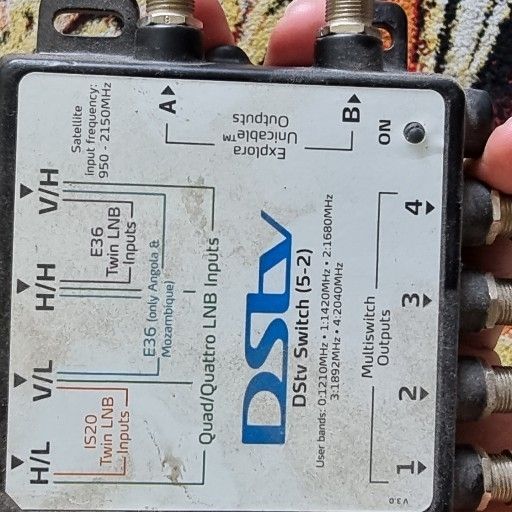 H/L
V/L
H/H
V/H
Satellite
input frequency:
950 - 2150MHz
IS20
Twin LNB
Inputs
E36
Twin LNB
Inputs
E36 (only Angola &
Mozambique)
Quad/Quattro LNB Inputs
A
Explora
Unicable™
Outputs
B
DStv
DStv Switch (5-2)
User bands: 0:1210MHz • 1:1420MHz • 2:1680MHz
3:1892MHz • 4:2040MHz
ON
Multiswitch
Outputs
1
2
3
4
V3.0